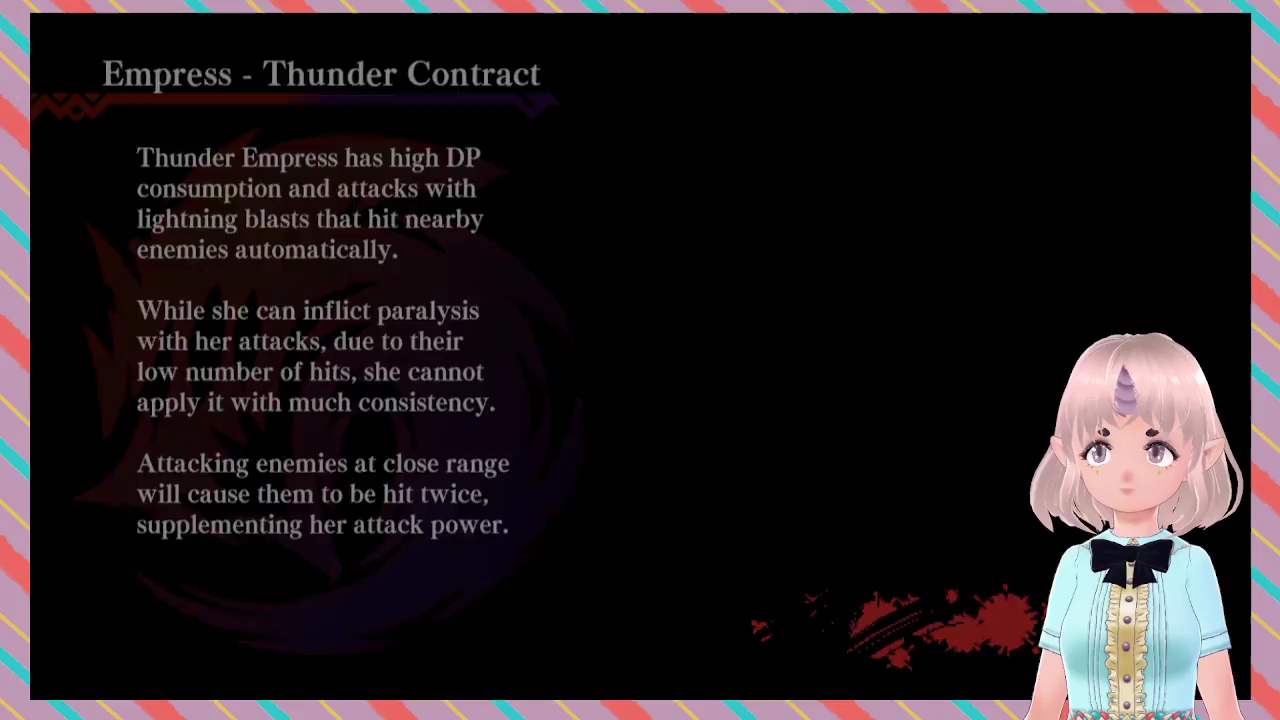 Empress - Thunder Contract
Thunder Empress has high DP
consumption and attacks with
lightning blasts that hit nearby
enemies automatically.
While she can inflict paralysis
with her attacks, due to their
low number of hits, she cannot
apply it with much consistency.
Attacking enemies at close range
will cause them to be hit twice,
supplementing her attack power.